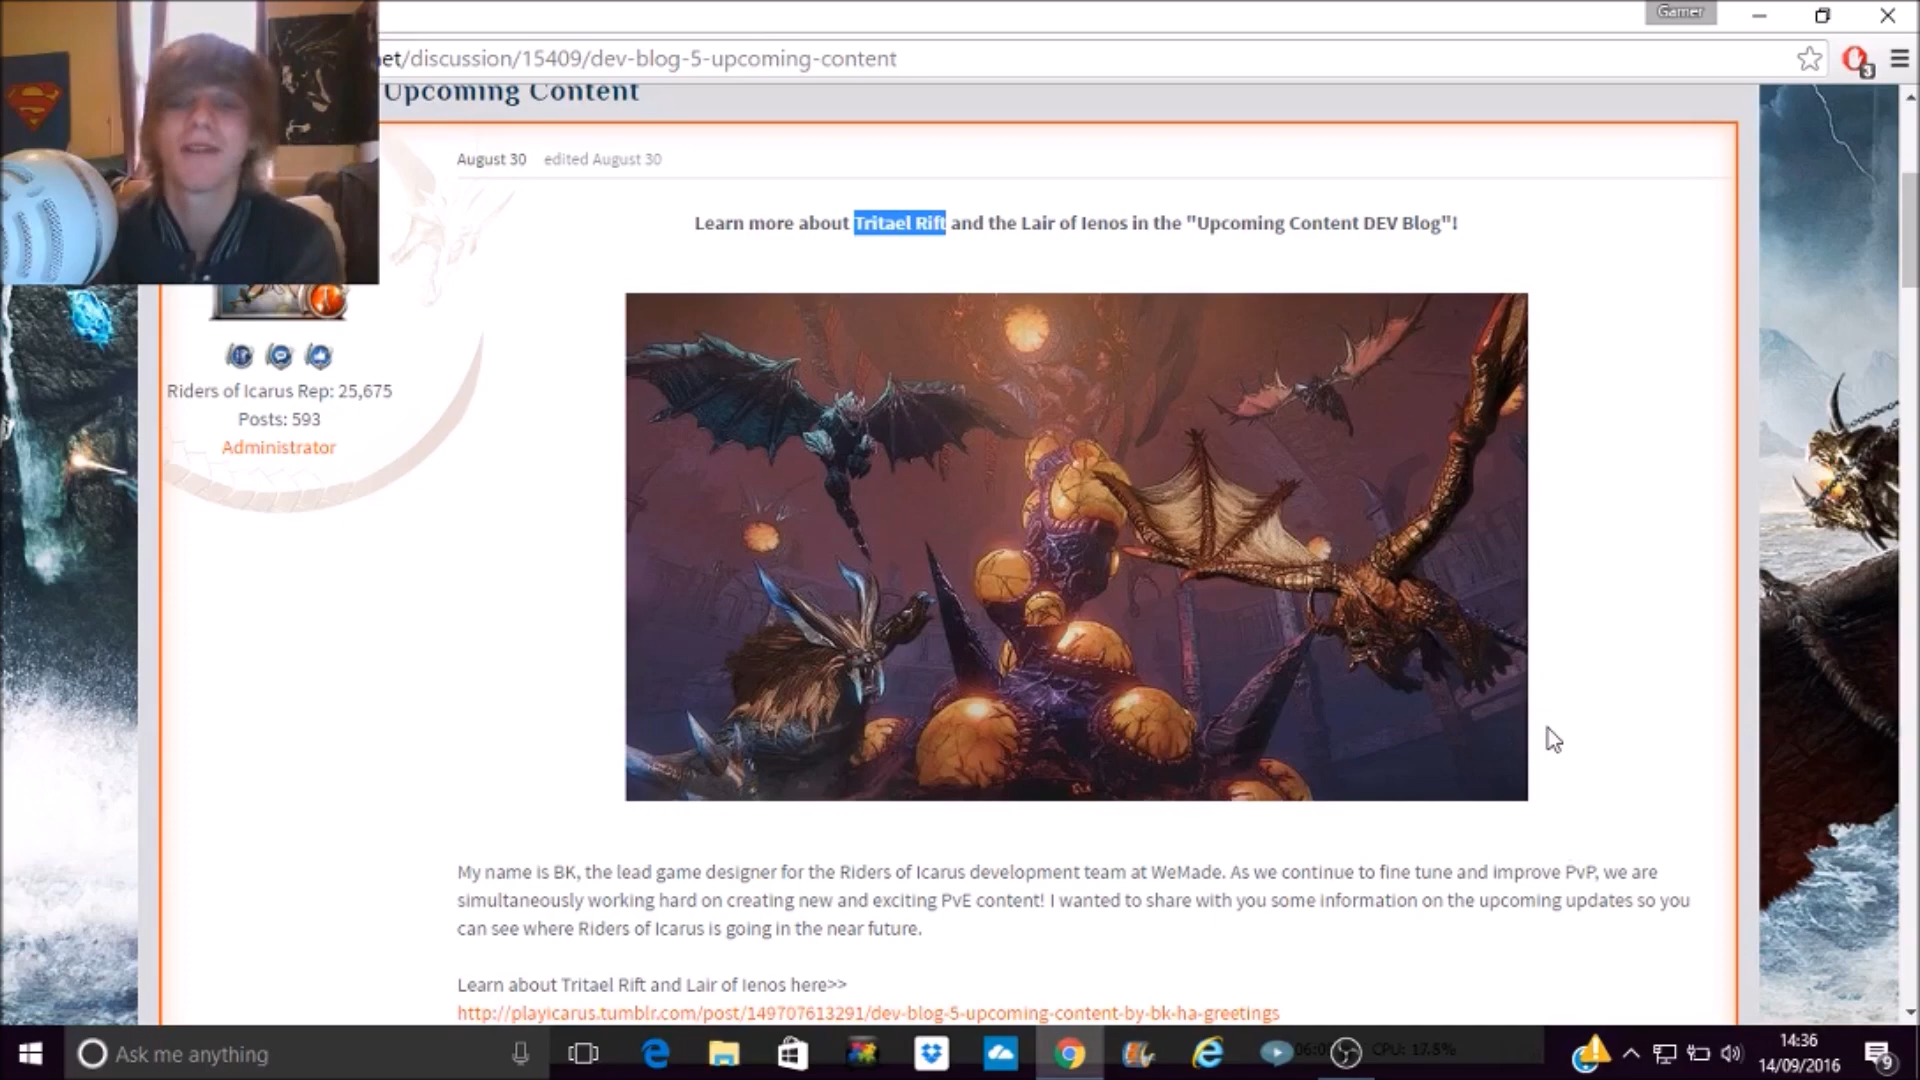 Gamer
et/discussion/15409/dev-blog-5-upcoming-content
3
Upcoming Content
August 30 edited August 30
Learn more about Tritael Rift and the Lair of Ienos in the "Upcoming Content DEV Blog"!
Riders of Icarus Rep: 25,675
Posts: 593
Administrator
My name is BK, the lead game designer for the Riders of Icarus development team at WeMade. As we continue to fine tune and improve PvP, we are
simultaneously working hard on creating new and exciting PvE content! I wanted to share with you some information on the upcoming updates so you
can see where Riders of Icarus is going in the near future.
Learn about Tritael Rift and Lair of Ienos here>>
http://playicarus.tumblr.com/post/149707613291/dev-blog-5-upcoming-content-by-bk-ha-greetings
Ask me anything
CPU: 17.5%
14:36
14/09/2016
9